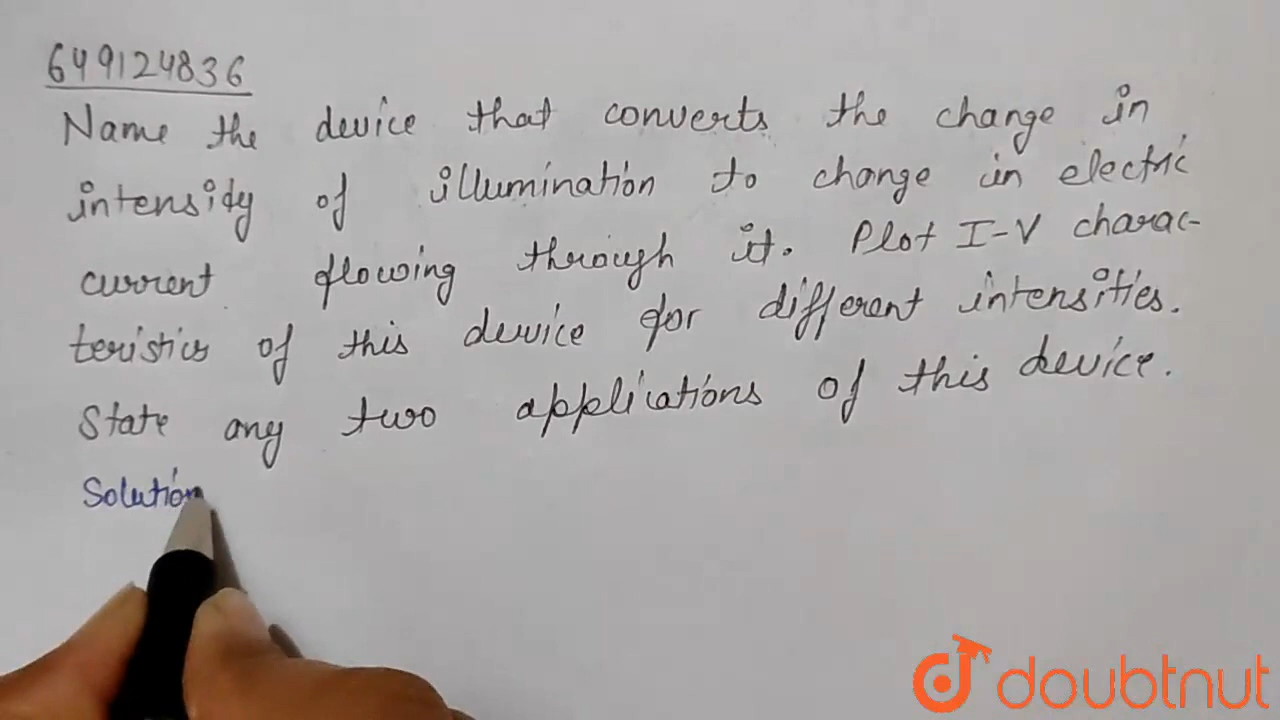 649124836
Name the device that converts the change in
intensidy of illumination to change in electric
current flowing through it. Plot I-V charac-
teristics of this device for different intensities.
State any two applications of this device.
Solution
doubtnut